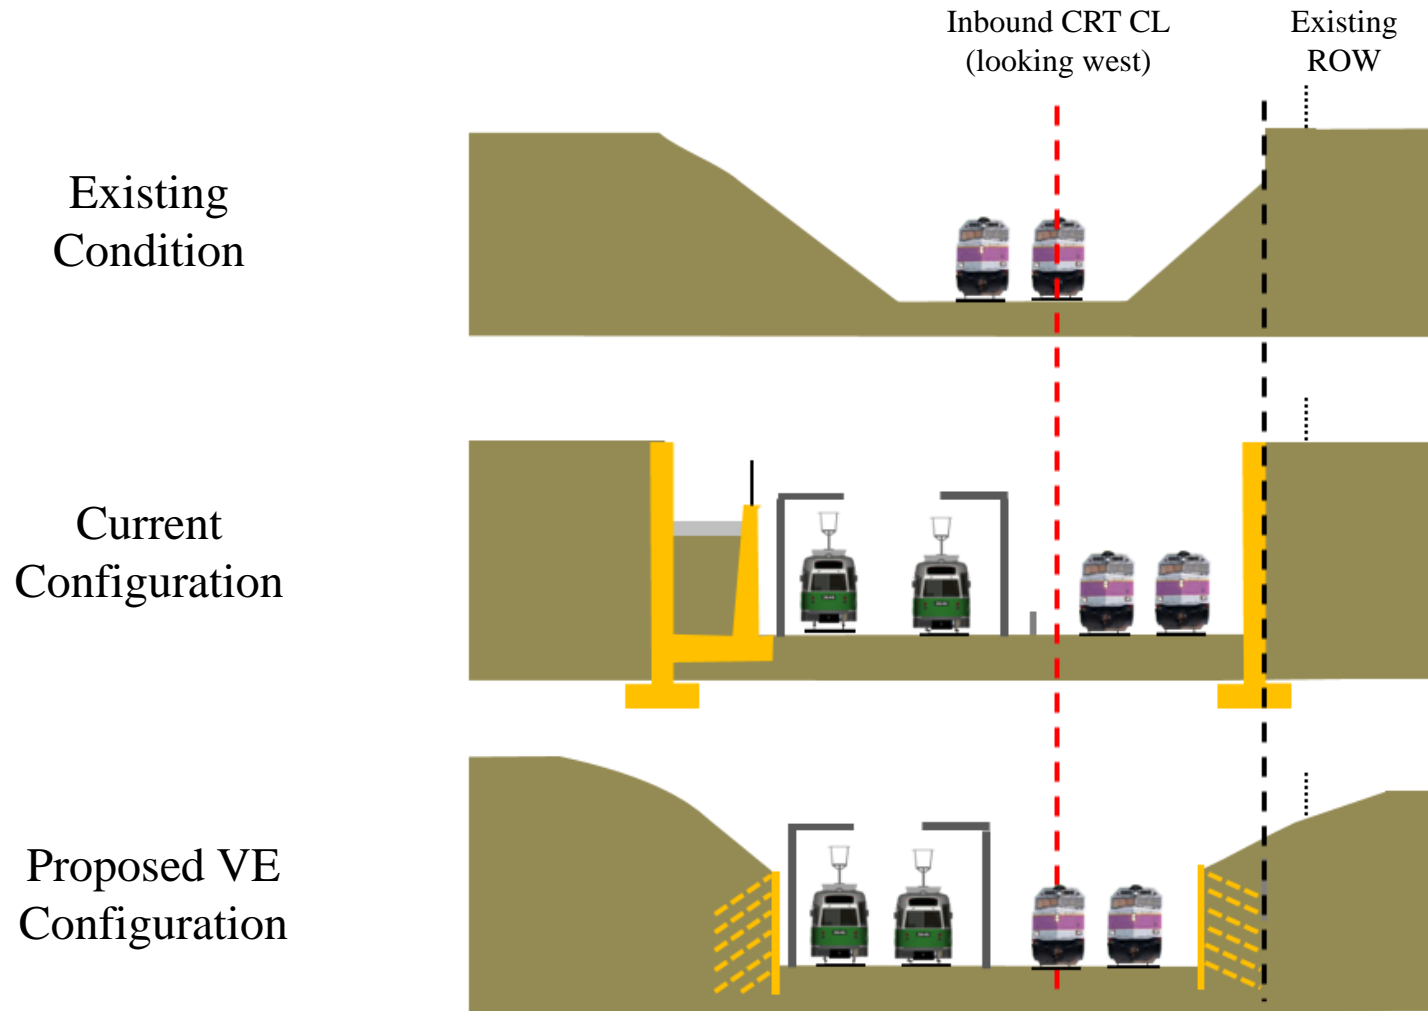 Inbound CRT CL
(looking west)
Existing
ROW
Existing
Condition
Current
Configuration
Proposed VE
Configuration